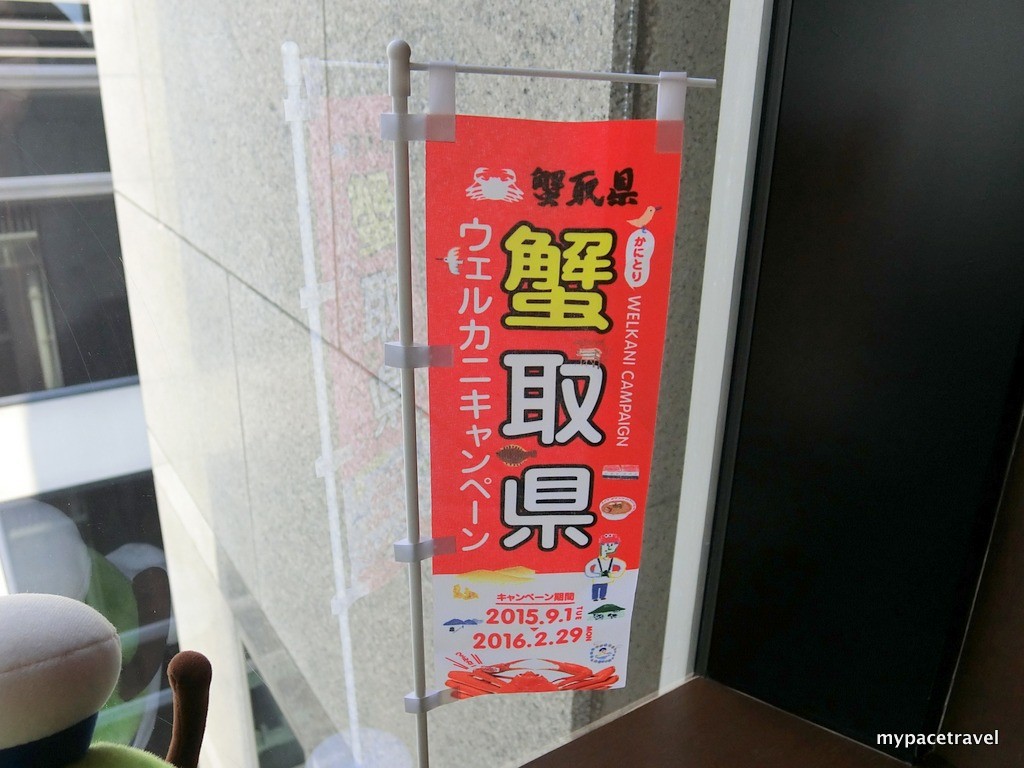 蟹取県
かにとり
蟹取県
WELKANI CAMPAIGN
ウェルカニキャンペーン
キャンペーン期間
2015.9.1 TUE
2016.2.29 MON
mypacetravel